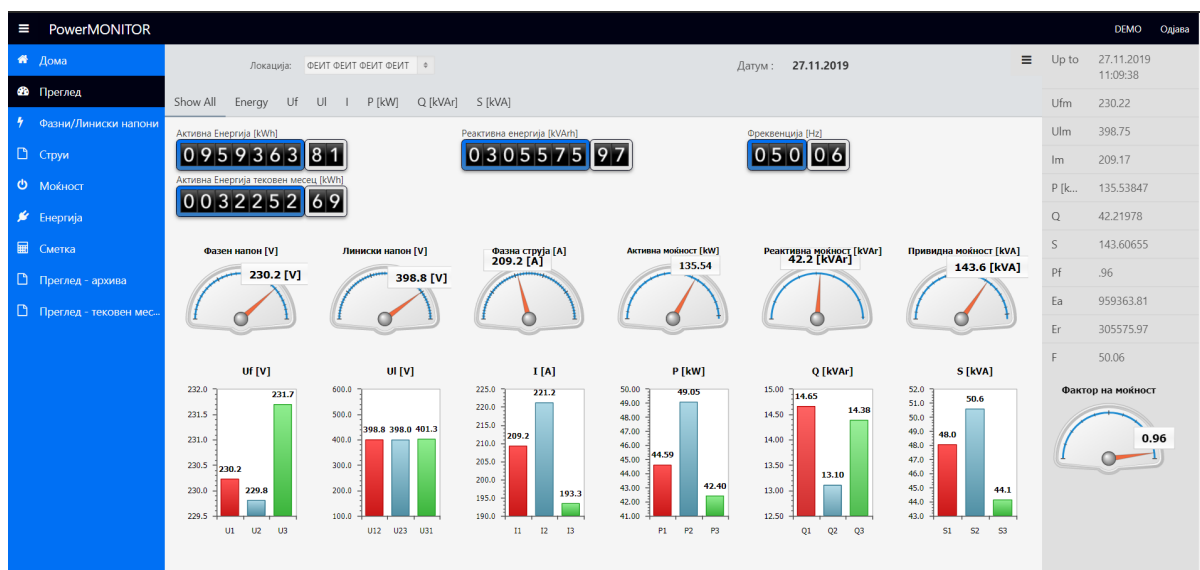 PowerMONITOR DEMO Одјава
Дома
Преглед
Фазни/Линиски напони
Струи
Моќност
Енергија
Сметка
Преглед - архива
Преглед - тековен мес...
Локација: ФЕИТ ФЕИТ ФЕИТ ФЕИТ Датум : 27.11.2019
Show All Energy Uf Ul I P [kW] Q [kVAr] S [kVA]
Активна Енергија [kWh] Реактивна енергија [kVArh] Фреквенција [Hz]
0959363 81 0305575 97 050 06
Активна Енергија тековен месец [kWh]
0032252 69
Фазен напон [V] Линиски напон [V] Фазна струја [A] Активна моќност [kW] Реактивна моќност [kVAr] Привидна моќност [kVA]
230.2 [V] 398.8 [V] 209.2 [A] 135.54 42.2 [kVAr] 143.6 [kVA]
Uf [V]
232.0
231.5
231.0
230.5
230.0
229.5
230.2 229.8 231.7
U1 U2 U3
Ul [V]
600.0
500.0
400.0
300.0
200.0
100.0
398.8 398.0 401.3
U12 U23 U31
I [A]
225.0
220.0
215.0
210.0
205.0
200.0
195.0
190.0
209.2 221.2 193.3
I1 I2 I3
P [kW]
50.00
49.00
48.00
47.00
46.00
45.00
44.00
43.00
42.00
41.00
44.59 49.05 42.40
P1 P2 P3
Q [kVAr]
15.00
14.50
14.00
13.50
13.00
12.50
14.65 13.10 14.38
Q1 Q2 Q3
S [kVA]
52.0
51.0
50.0
49.0
48.0
47.0
46.0
45.0
44.0
43.0
48.0 50.6 44.1
S1 S2 S3
Up to 27.11.2019
11:09:38
Ufm 230.22
Ulm 398.75
Im 209.17
P [k... 135.53847
Q 42.21978
S 143.60655
Pf .96
Ea 959363.81
Er 305575.97
F 50.06
Фактор на моќност
0.96